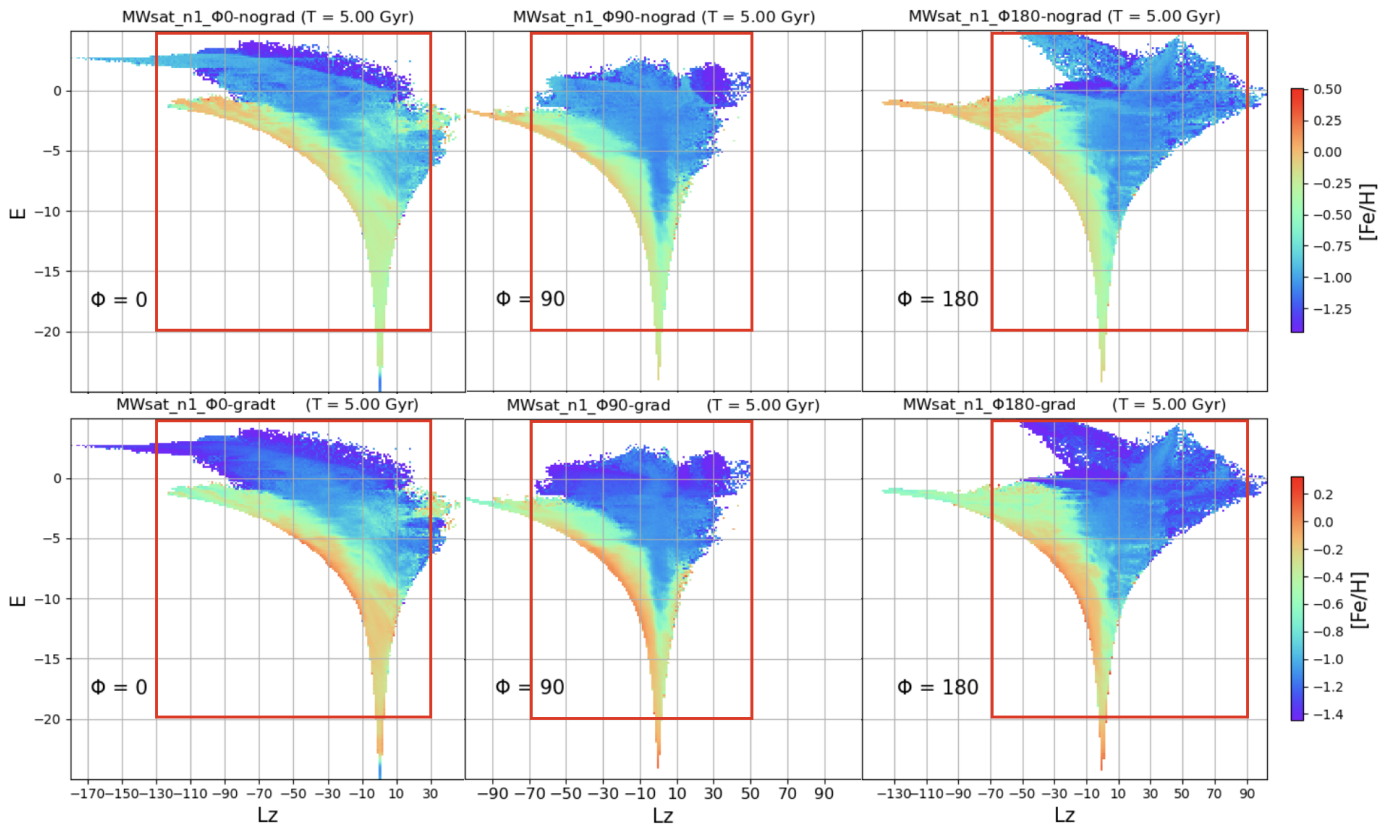 MWsat_n1_Φ0-nograd (T = 5.00 Gyr) MWsat_n1_Φ90-nograd (T = 5.00 Gyr) MWsat_n1_Φ180-nograd (T = 5.00 Gyr)
0
−5
−10
−15
−20
E
Φ = 0 Φ = 90 Φ = 180
0.50
0.25
0.00
−0.25
−0.50
−0.75
−1.00
−1.25
[Fe/H]
MWsat_n1_Φ0-gradt (T = 5.00 Gyr) MWsat_n1_Φ90-grad (T = 5.00 Gyr) MWsat_n1_Φ180-grad (T = 5.00 Gyr)
0
−5
−10
−15
−20
E
Φ = 0 Φ = 90 Φ = 180
0.2
0.0
−0.2
−0.4
−0.6
−0.8
−1.0
−1.2
−1.4
[Fe/H]
−170 −150 −130 −110 −90 −70 −50 −30 −10 10 30 −90 −70 −50 −30 −10 10 30 50 70 90 −130 −110 −90 −70 −50 −30 −10 10 30 50 70 90
Lz Lz Lz